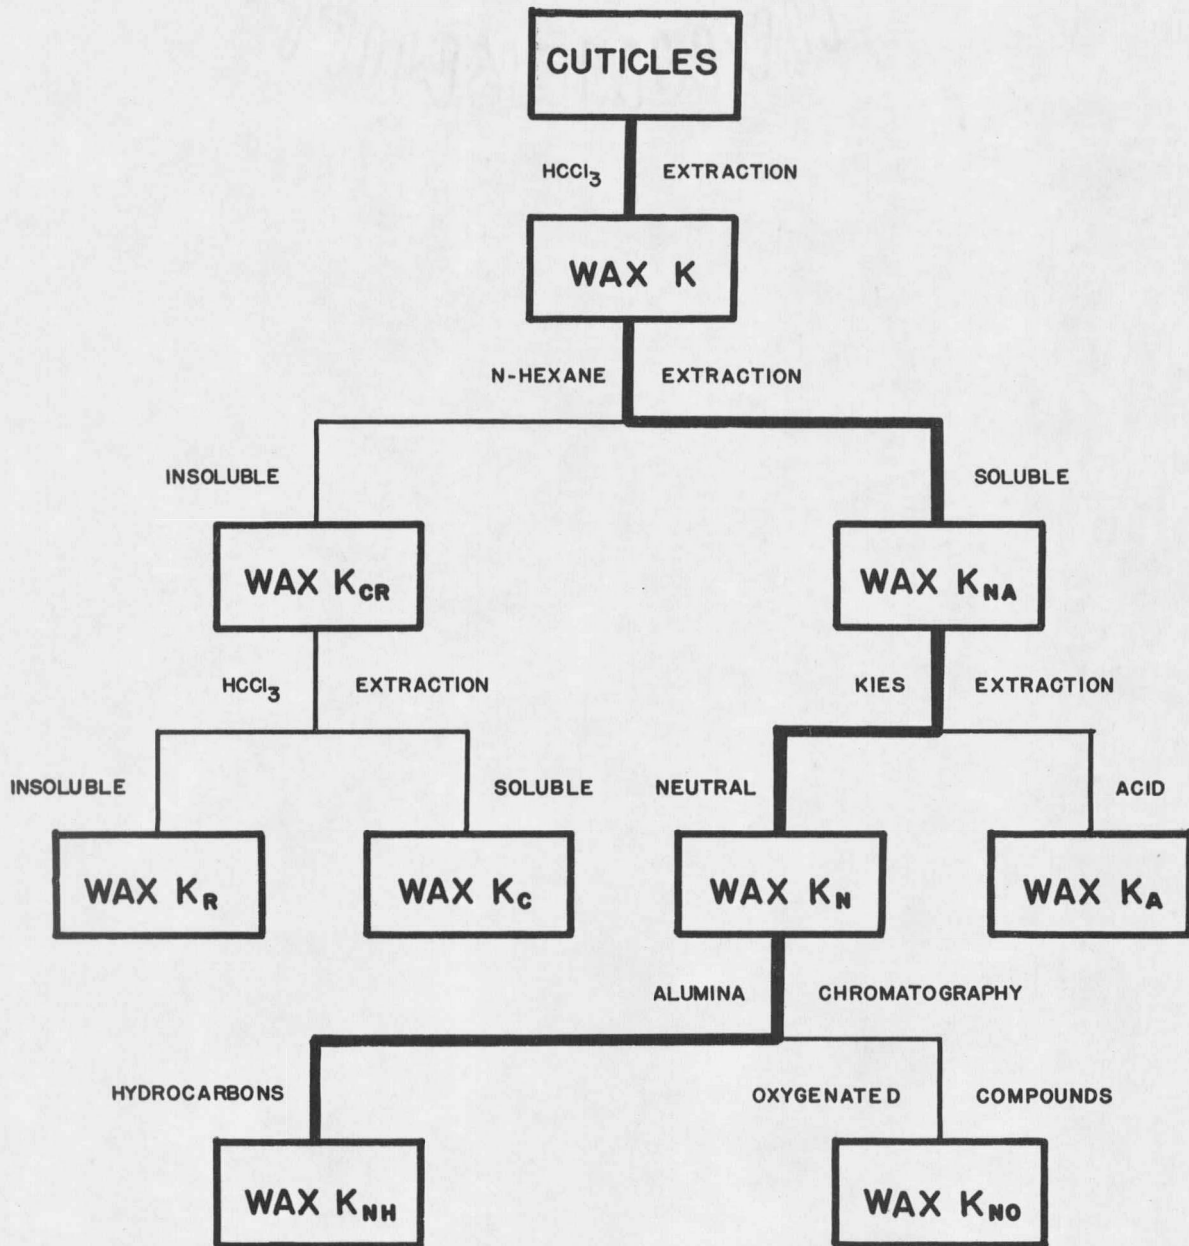 CUTICLES
HCCl3 EXTRACTION
WAX K
N-HEXANE EXTRACTION
INSOLUBLE SOLUBLE
WAX KCR WAX KNA
HCCl3 EXTRACTION KIES EXTRACTION
INSOLUBLE SOLUBLE NEUTRAL ACID
WAX KR WAX KC WAX KN WAX KA
ALUMINA CHROMATOGRAPHY
HYDROCARBONS OXYGENATED COMPOUNDS
WAX KNH WAX KNO